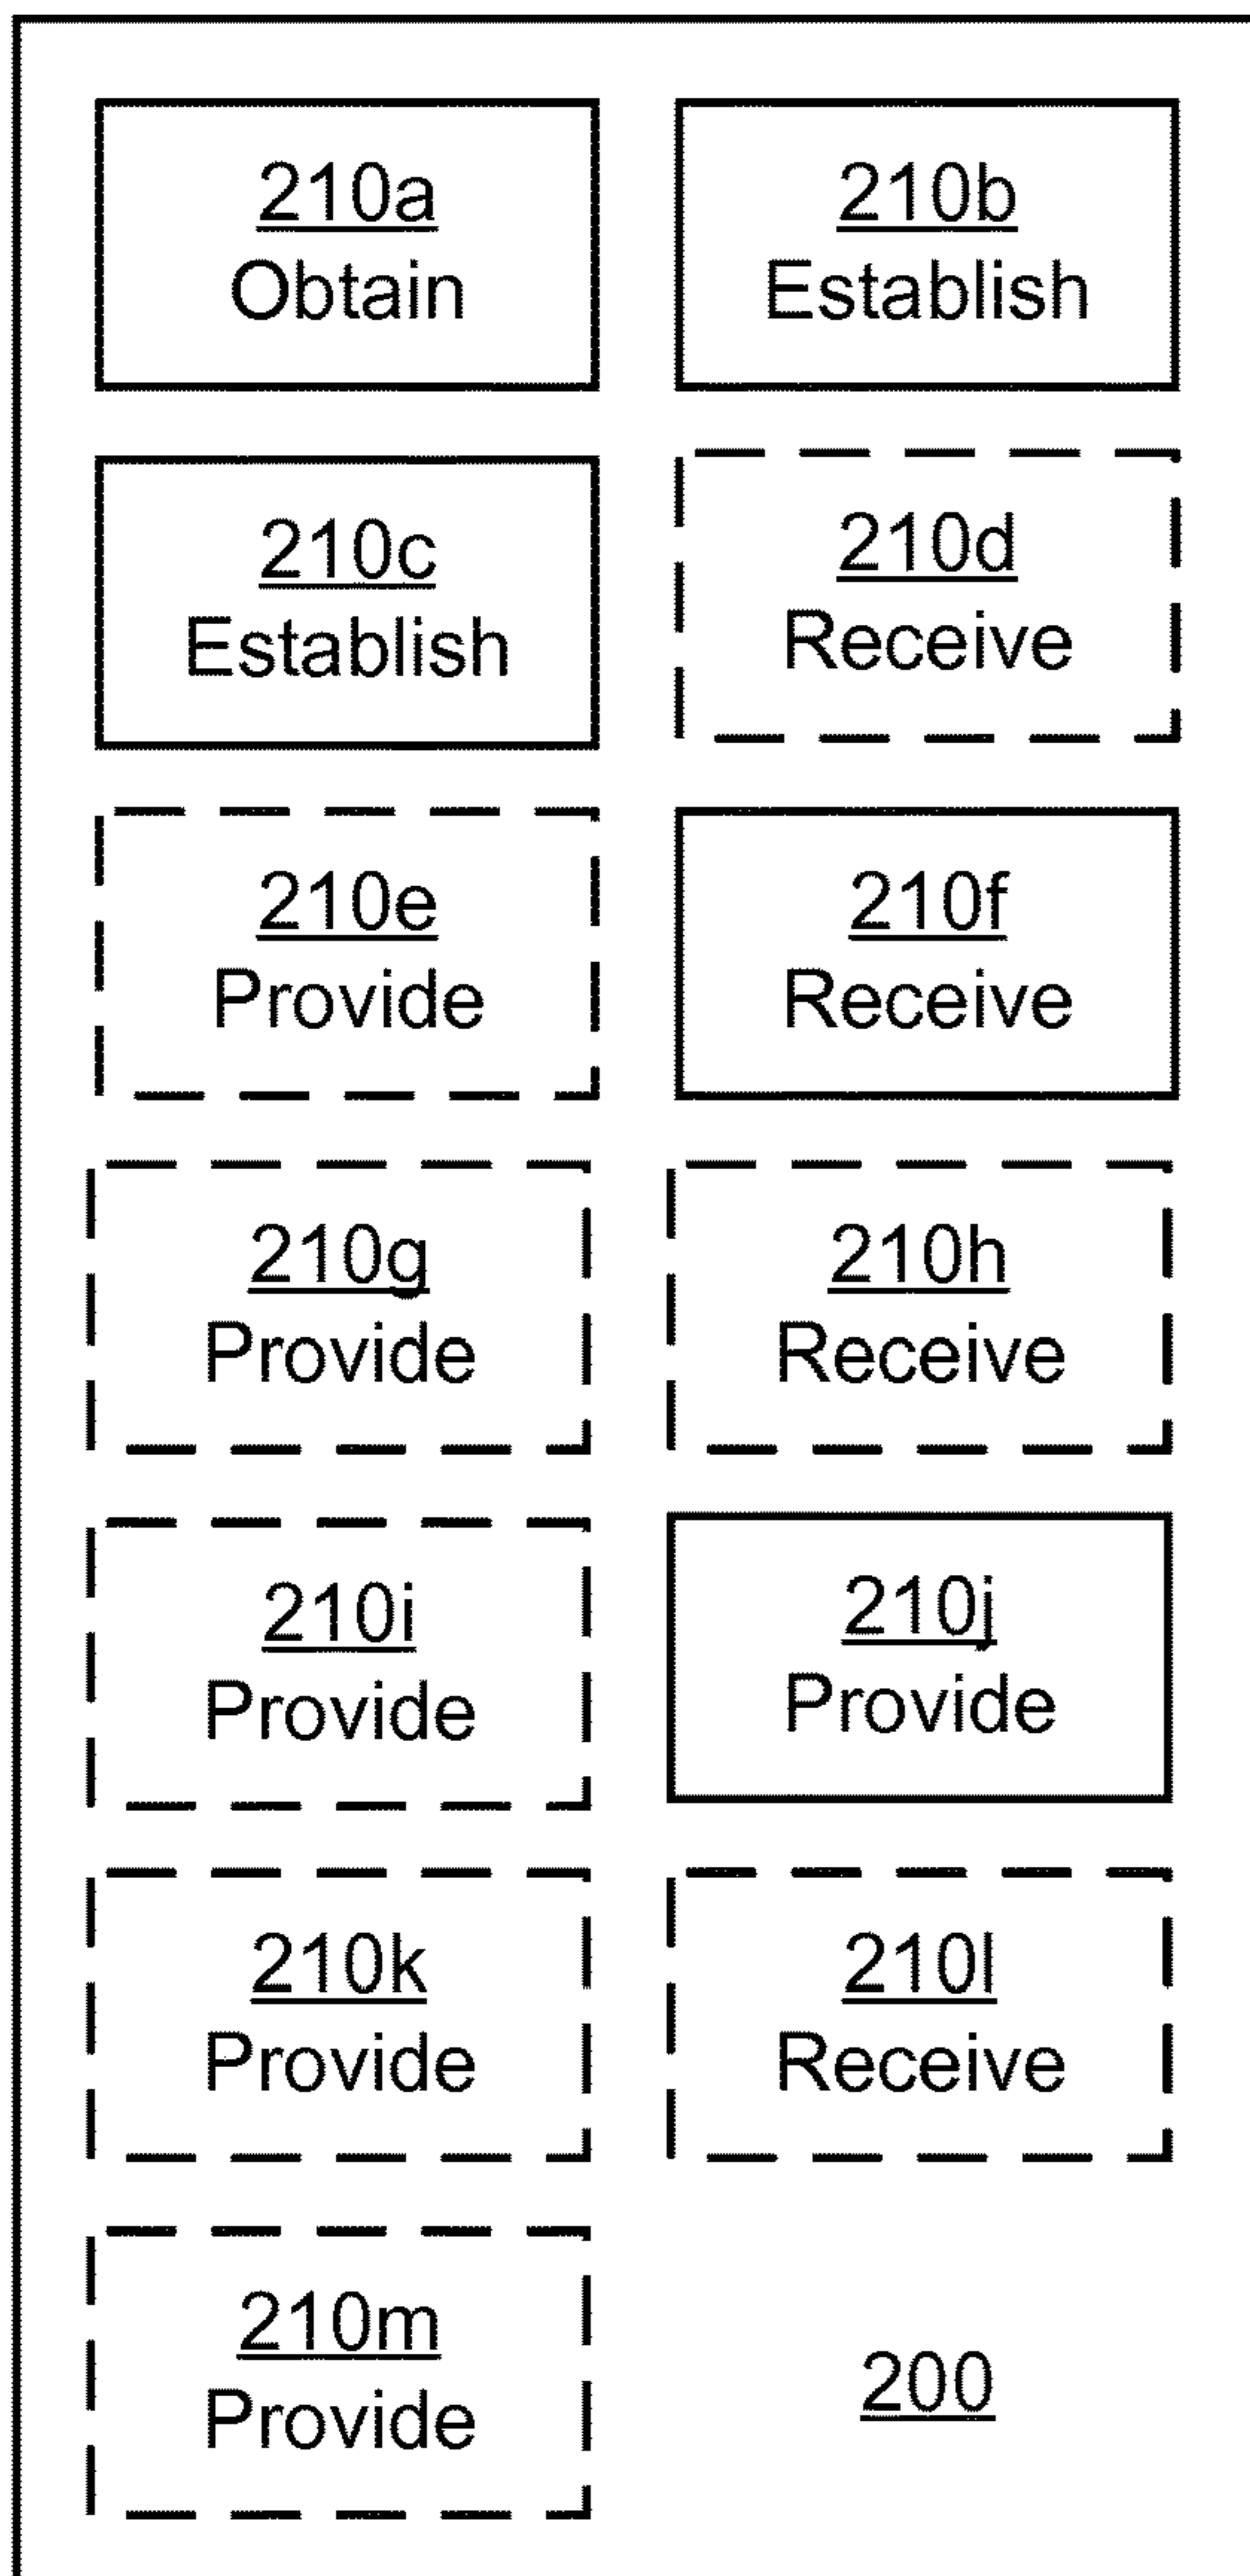 210a
Obtain
210b
Establish
210c
Establish
210d
Receive
210e
Provide
210f
Receive
210g
Provide
210h
Receive
210i
Provide
210j
Provide
210k
Provide
210l
Receive
210m
Provide
200